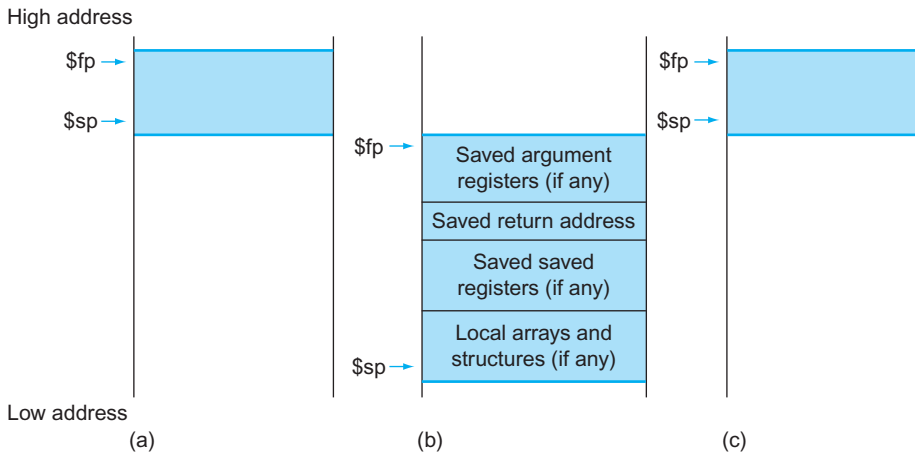 High address
$fp
$sp
$fp
Saved argument
registers (if any)
Saved return address
Saved saved
registers (if any)
Local arrays and
structures (if any)
$sp
$fp
$sp
Low address
(a)
(b)
(c)